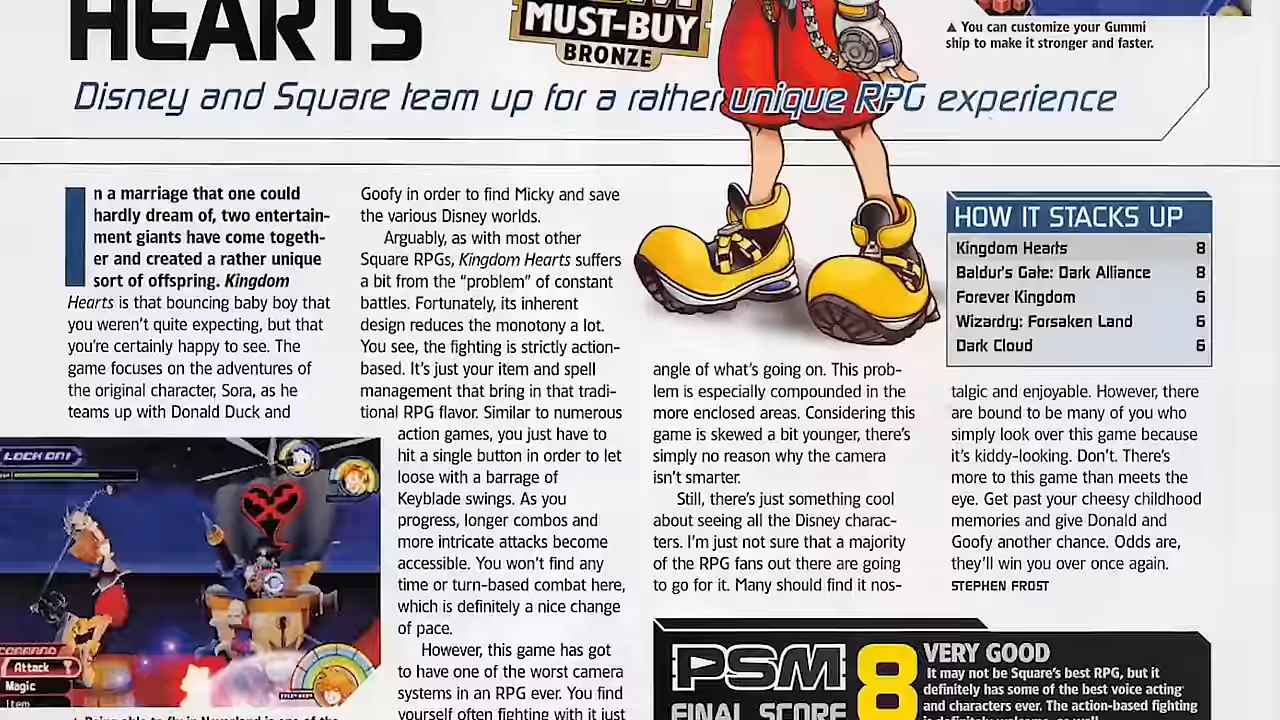 HEARTS
MUST-BUY
BRONZE
▲ You can customize your Gummi
ship to make it stronger and faster.
Disney and Square team up for a rather unique RPG experience
In a marriage that one could
hardly dream of, two entertain-
ment giants have come togeth-
er and created a rather unique
sort of offspring. Kingdom
Hearts is that bouncing baby boy that
you weren't quite expecting, but that
you're certainly happy to see. The
game focuses on the adventures of
the original character, Sora, as he
teams up with Donald Duck and
LOCK ON!
COMMAND
Attack
Magic
Item
Goofy in order to find Micky and save
the various Disney worlds.
Arguably, as with most other
Square RPGs, Kingdom Hearts suffers
a bit from the "problem" of constant
battles. Fortunately, its inherent
design reduces the monotony a lot.
You see, the fighting is strictly action-
based. It's just your item and spell
management that bring in that tradi-
tional RPG flavor. Similar to numerous
action games, you just have to
hit a single button in order to let
loose with a barrage of
Keyblade swings. As you
progress, longer combos and
more intricate attacks become
accessible. You won't find any
time or turn-based combat here,
which is definitely a nice change
of pace.
However, this game has got
to have one of the worst camera
systems in an RPG ever. You find
yourself often fighting with it just
angle of what's going on. This prob-
lem is especially compounded in the
more enclosed areas. Considering this
game is skewed a bit younger, there's
simply no reason why the camera
isn't smarter.
Still, there's just something cool
about seeing all the Disney charac-
ters. I'm just not sure that a majority
of the RPG fans out there are going
to go for it. Many should find it nos-
HOW IT STACKS UP
Kingdom Hearts 8
Baldur's Gate: Dark Alliance 8
Forever Kingdom 6
Wizardry: Forsaken Land 6
Dark Cloud 6
talgic and enjoyable. However, there
are bound to be many of you who
simply look over this game because
it's kiddy-looking. Don't. There's
more to this game than meets the
eye. Get past your cheesy childhood
memories and give Donald and
Goofy another chance. Odds are,
they'll win you over once again.
STEPHEN FROST
PSM
FINAL SCORE
8
VERY GOOD
It may not be Square's best RPG, but it
definitely has some of the best voice acting
and characters ever. The action-based fighting